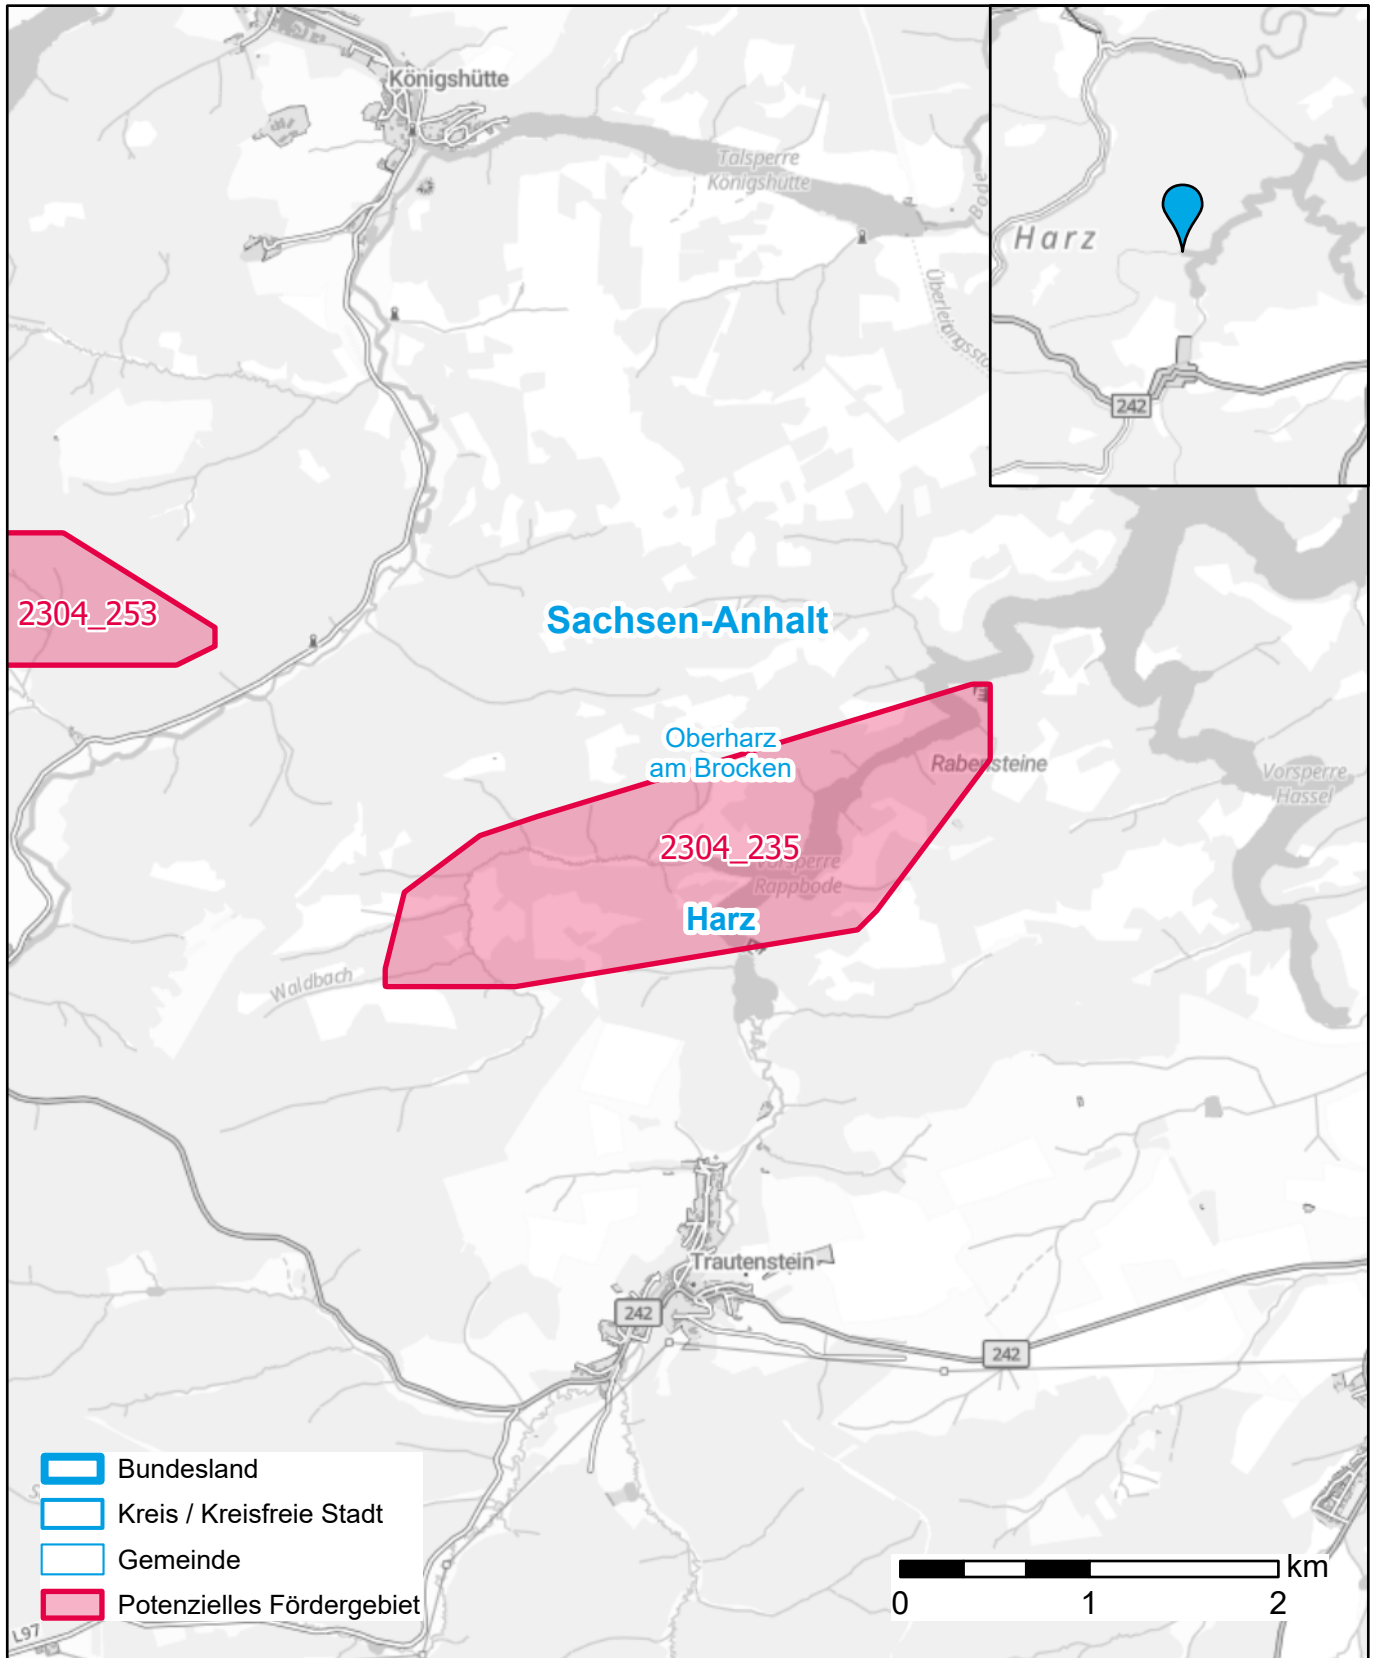 Königshütte
Talsperre
Königshütte
Bode
Harz
242
2304_253
Sachsen-Anhalt
Oberharz
am Brocken
Rabensteine
Vorsperre
Hassel
2304_235
Vorsperre
Rappbode
Harz
Waldbach
Trautenstein
242
242
Bundesland
Kreis / Kreisfreie Stadt
Gemeinde
Potenzielles Fördergebiet
L97
km
0 1 2